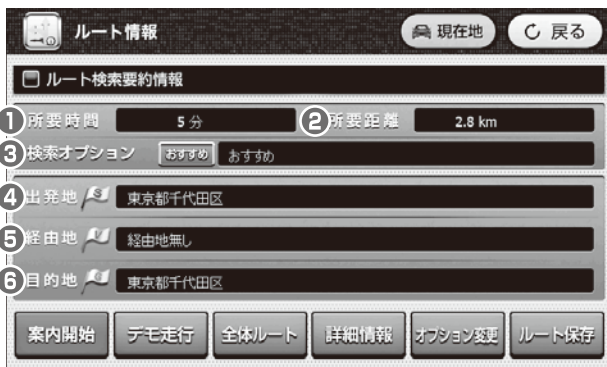 ルート情報 現在地 戻る
ルート検索要約情報
1 所要時間 5 分 2 所要距離 2.8 km
3 検索オプション おすすめ おすすめ
4 出発地 S 東京都千代田区
5 経由地 経由地無し
6 目的地 東京都千代田区
案内開始 デモ走行 全体ルート 詳細情報 オプション変更 ルート保存